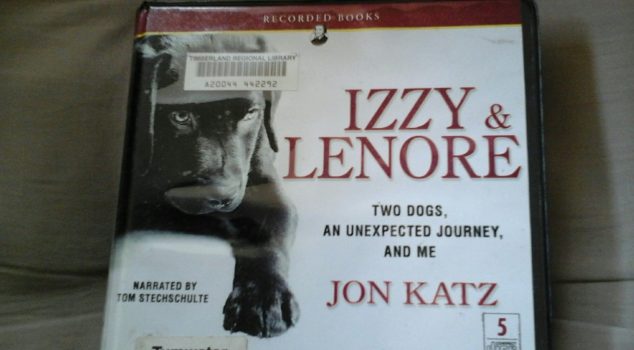 RECORDED BOOKS
TIMBERLAND REGIONAL LIBRARY
A20044 442292
IZZY &
LENORE
TWO DOGS,
AN UNEXPECTED JOURNEY,
AND ME
NARRATED BY
TOM STECHSCHULTE
JON KATZ
5